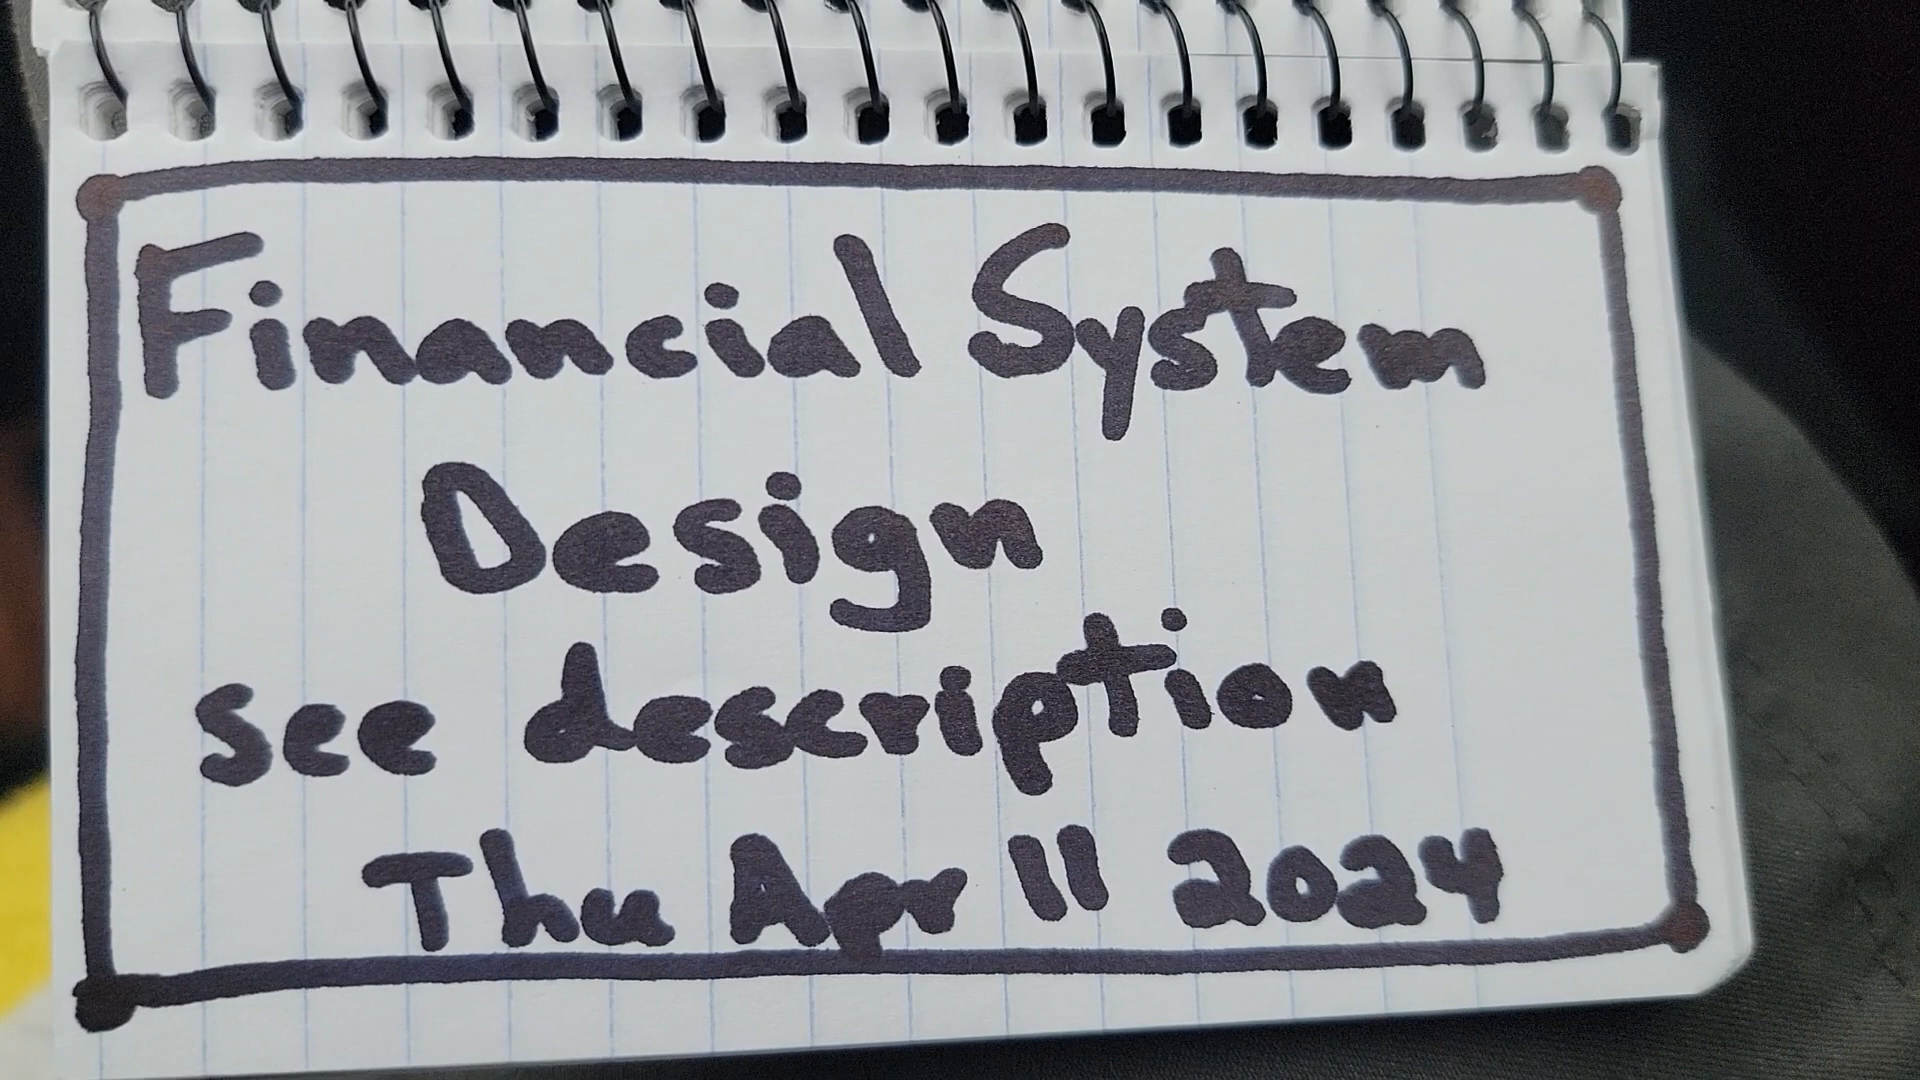 Financial System
Design
See description
Thu Apr 11 2024